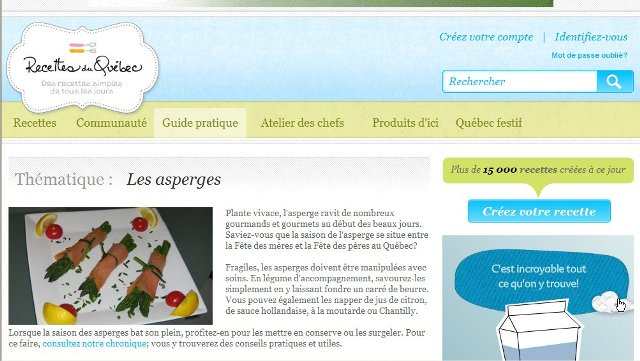 Créez votre compte | Identifiez-vous
Mot de passe oublié?
Recettes du Québec
Des recettes simples
de tous les jours
Rechercher
Recettes Communauté Guide pratique Atelier des chefs Produits d'ici Québec festif
Thématique : Les asperges
Plus de 15 000 recettes créées à ce jour
Créez votre recette
Plante vivace, l'asperge ravit de nombreux
gourmands et gourmets au début des beaux jours.
Saviez-vous que la saison de l'asperge se situe entre
la Fête des mères et la Fête des pères au Québec?
Fragiles, les asperges doivent être manipulées avec
soins. En légume d'accompagnement, savourez-les
simplement en y laissant fondre un carré de beurre.
Vous pouvez également les napper de jus de citron,
de sauce hollandaise, à la moutarde ou Chantilly.
Lorsque la saison des asperges bat son plein, profitez-en pour les mettre en conserve ou les surgeler. Pour
ce faire, consultez notre chronique; vous y trouverez des conseils pratiques et utiles.
C'est incroyable tout
ce qu'on y trouve!